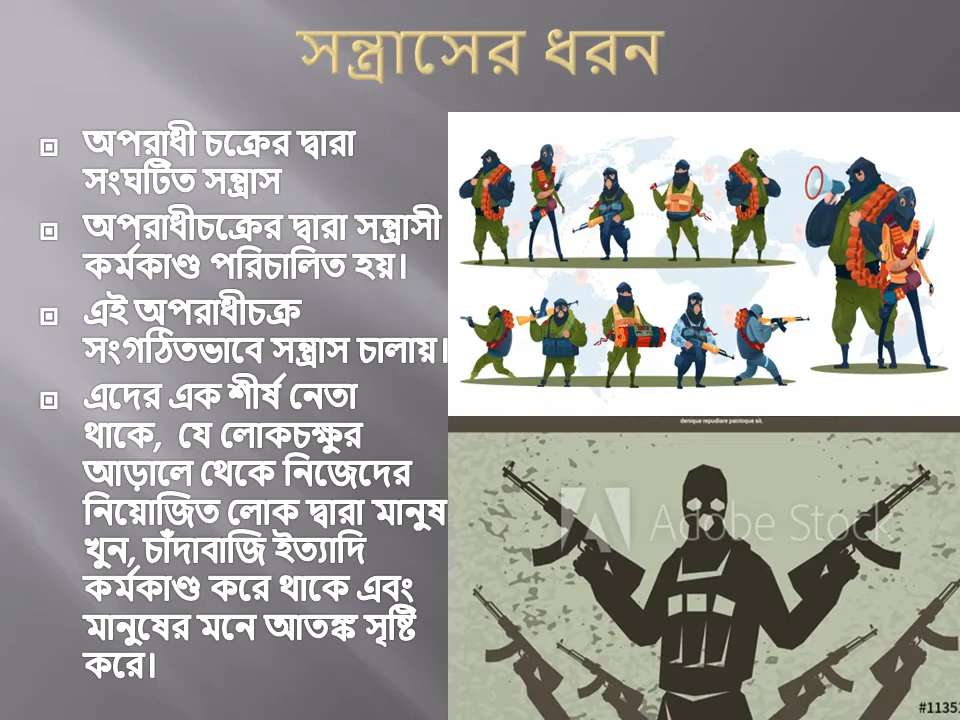 সন্ত্রাসের ধরন
অপরাধী চক্রের দ্বারা
সংঘটিত সন্ত্রাস
অপরাধীচক্রের দ্বারা সন্ত্রাসী
কর্মকাণ্ড পরিচালিত হয়।
এই অপরাধীচক্র
সংগঠিতভাবে সন্ত্রাস চালায়।
এদের এক শীর্ষ নেতা
থাকে, যে লোকচক্ষুর
আড়ালে থেকে নিজেদের
নিয়োজিত লোক দ্বারা মানুষ
খুন, চাঁদাবাজি ইত্যাদি
কর্মকাণ্ড করে থাকে এবং
মানুষের মনে আতঙ্ক সৃষ্টি
করে।
denique repudiare patrioque sit.
Adobe Stock
#11351